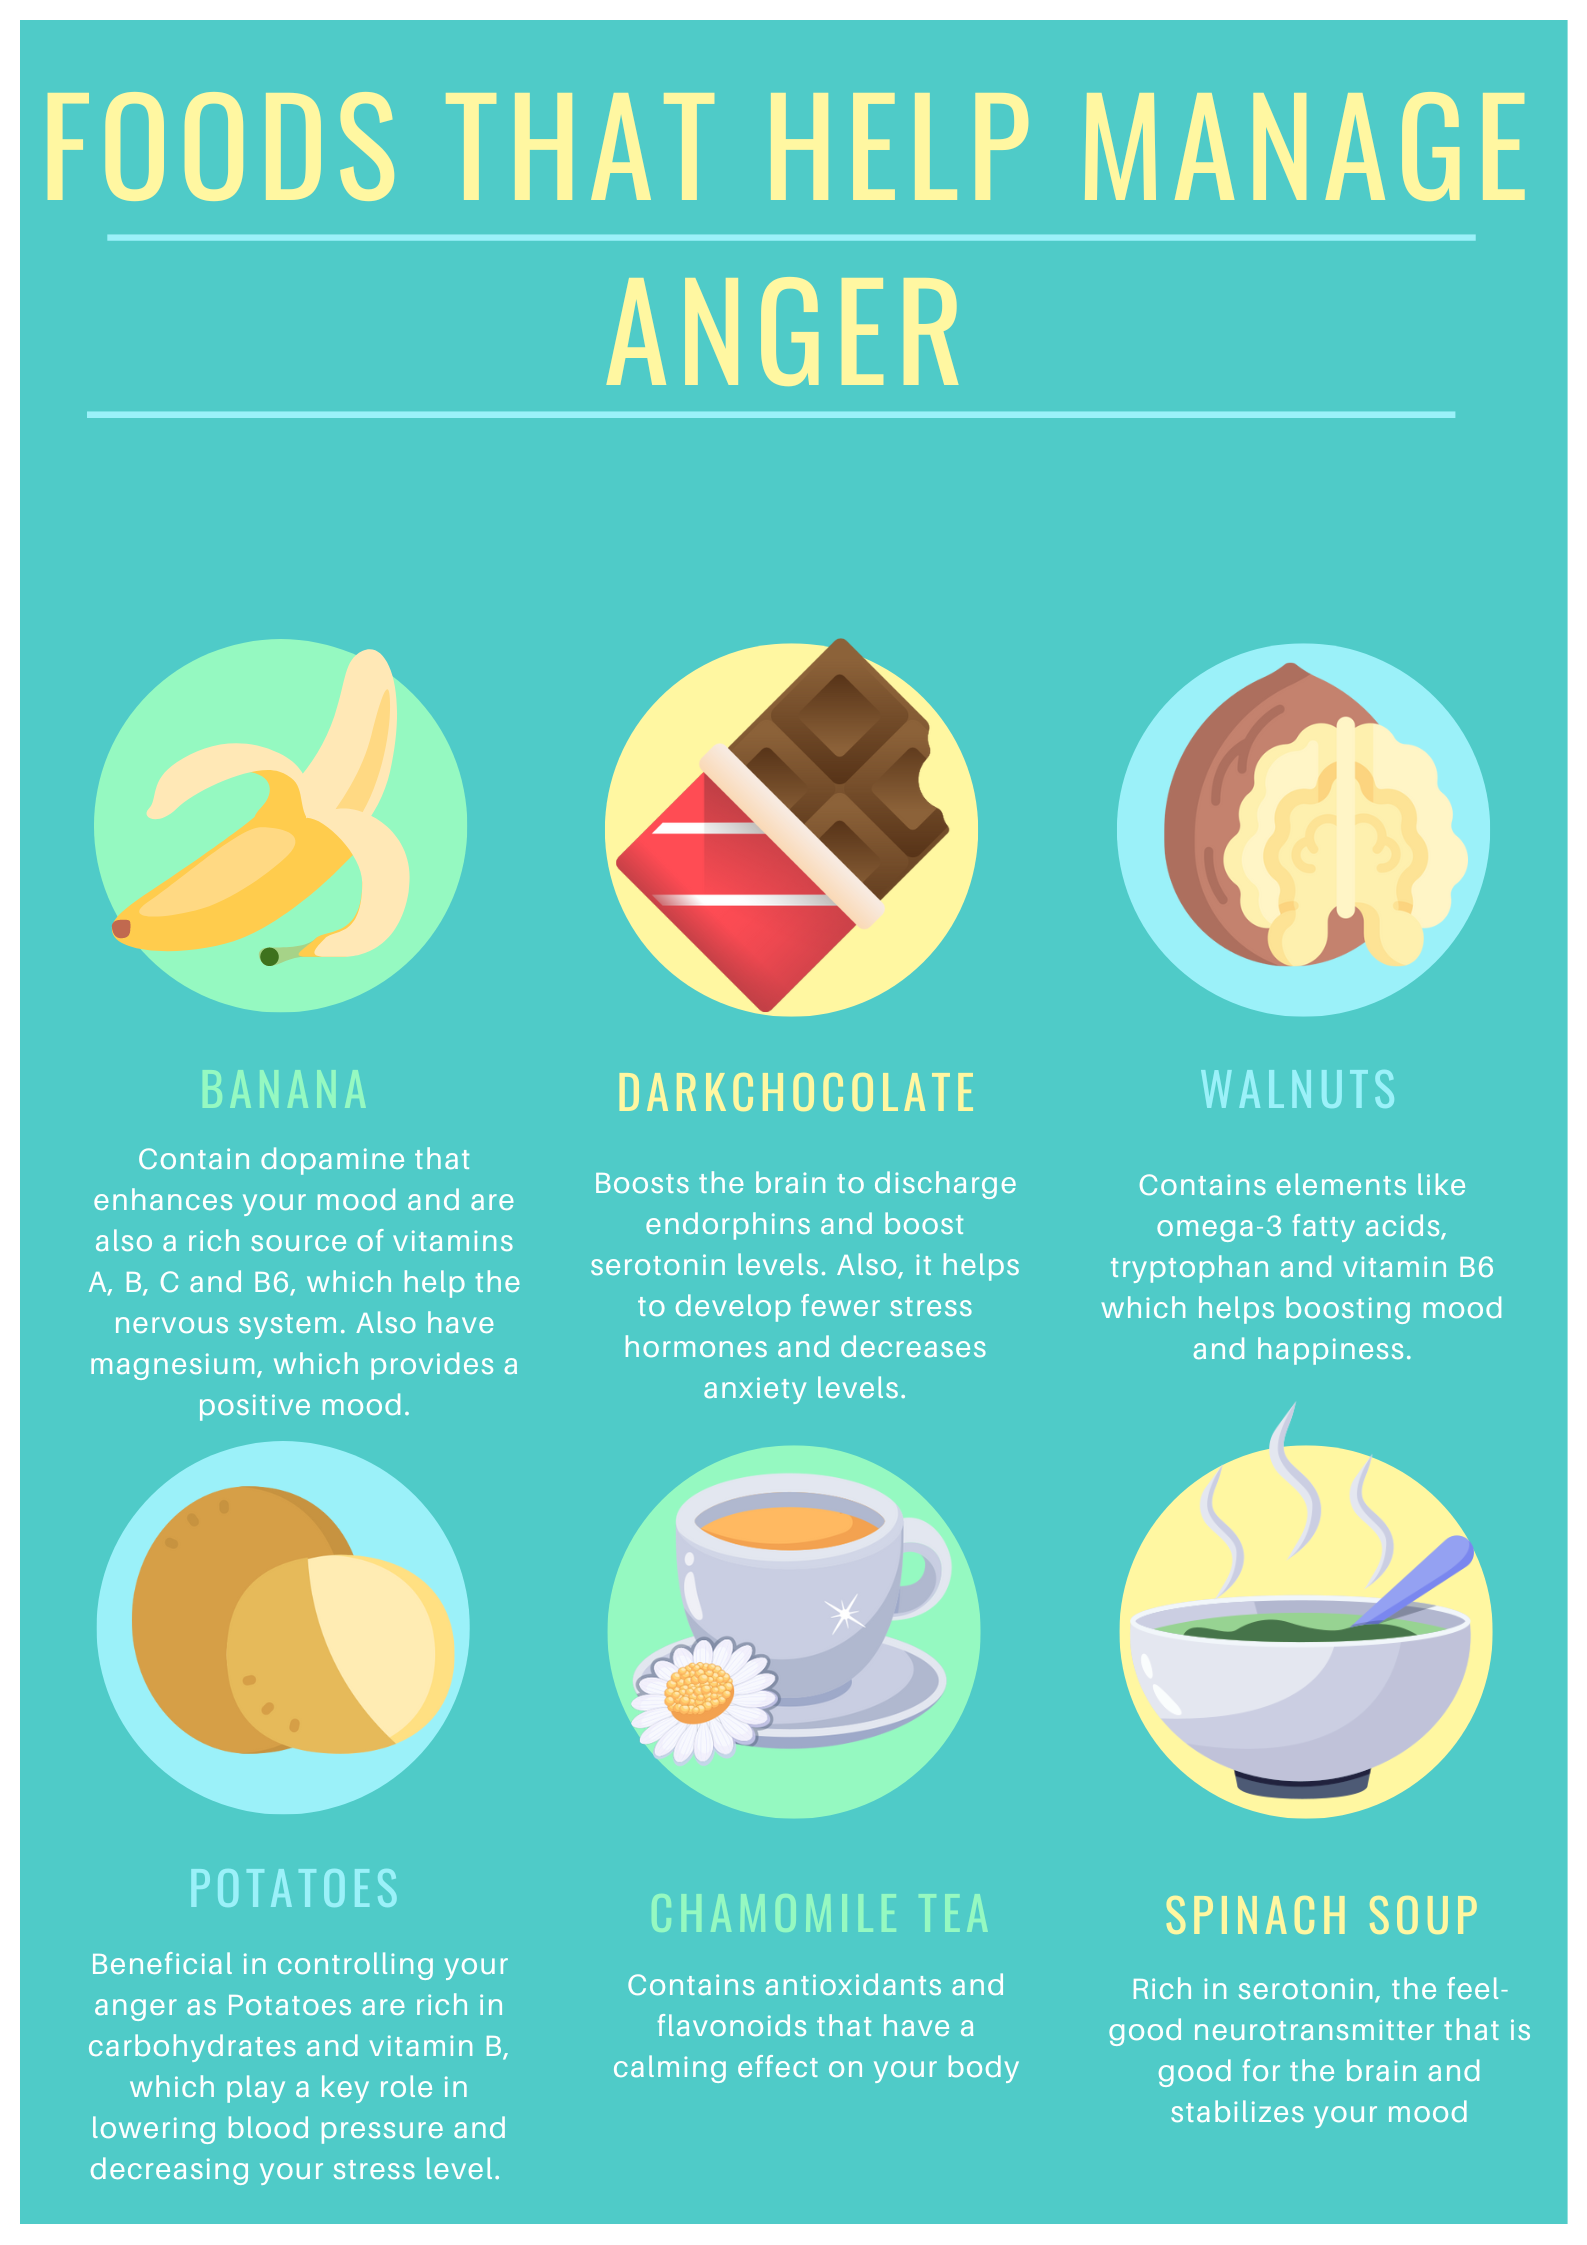 FOODS THAT HELP MANAGE
ANGER
BANANA
Contain dopamine that
enhances your mood and are
also a rich source of vitamins
A, B, C and B6, which help the
nervous system. Also have
magnesium, which provides a
positive mood.
DARKCHOCOLATE
Boosts the brain to discharge
endorphins and boost
serotonin levels. Also, it helps
to develop fewer stress
hormones and decreases
anxiety levels.
WALNUTS
Contains elements like
omega-3 fatty acids,
tryptophan and vitamin B6
which helps boosting mood
and happiness.
POTATOES
Beneficial in controlling your
anger as Potatoes are rich in
carbohydrates and vitamin B,
which play a key role in
lowering blood pressure and
decreasing your stress level.
CHAMOMILE TEA
Contains antioxidants and
flavonoids that have a
calming effect on your body
SPINACH SOUP
Rich in serotonin, the feel-
good neurotransmitter that is
good for the brain and
stabilizes your mood